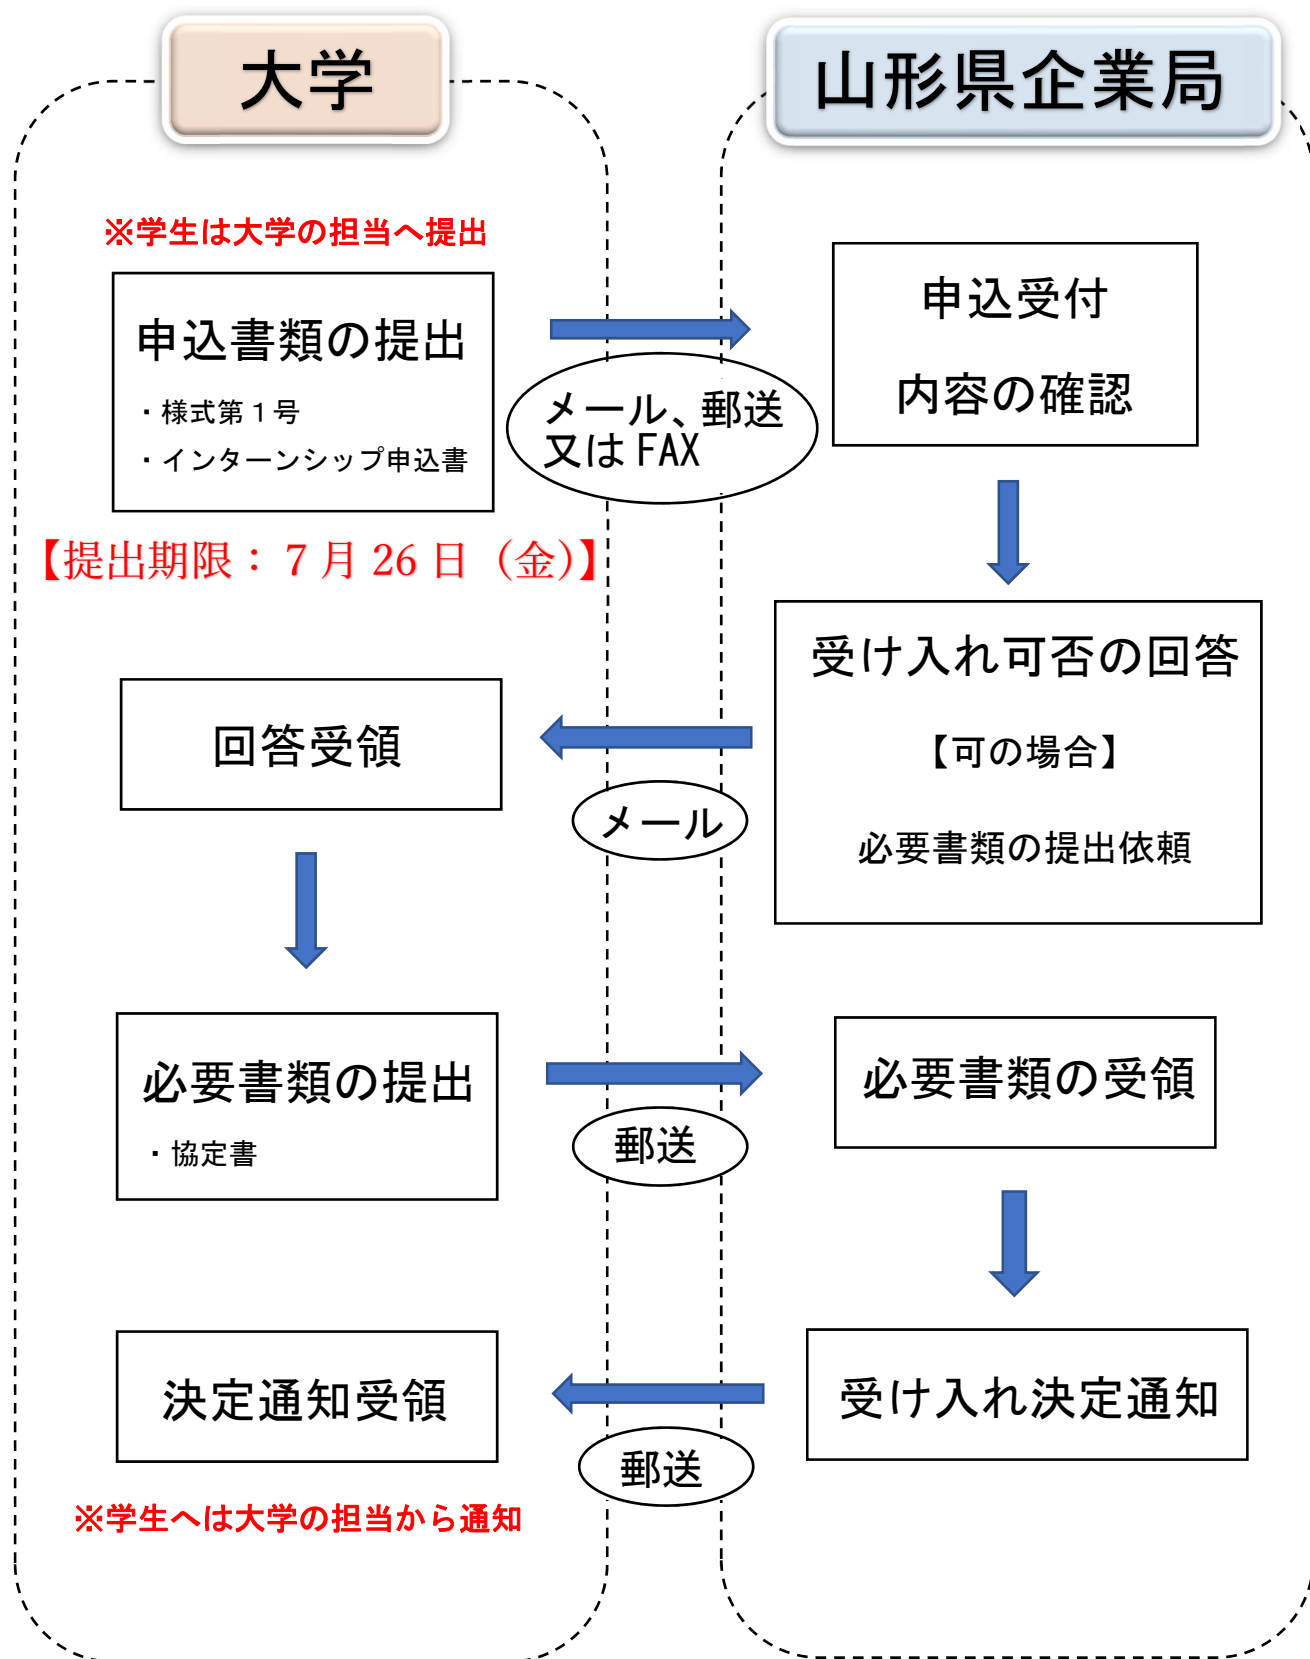 大学
山形県企業局
※学生は大学の担当へ提出
申込書類の提出
・様式第１号
・インターンシップ申込書
メール、郵送
又は FAX
申込受付
内容の確認
【提出期限：７月 26 日（金）】
受け入れ可否の回答
【可の場合】
必要書類の提出依頼
回答受領
メール
必要書類の提出
・協定書
郵送
必要書類の受領
決定通知受領
郵送
受け入れ決定通知
※学生へは大学の担当から通知